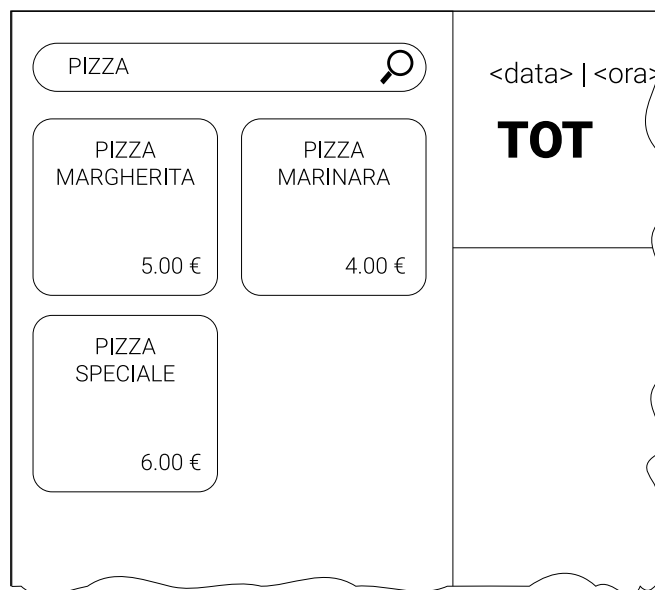 PIZZA
PIZZA
MARGHERITA
5.00 €
PIZZA
MARINARA
4.00 €
PIZZA
SPECIALE
6.00 €
<data> | <ora>
TOT